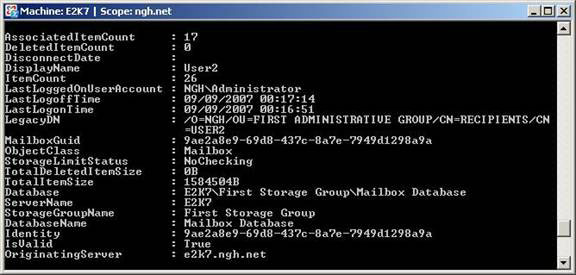 Machine: E2K7 | Scope: ngh.net
AssociatedItemCount : 17
DeletedItemCount : 0
DisconnectDate :
DisplayName : User2
ItemCount : 26
LastLoggedOnUserAccount : NGH\Administrator
LastLogoffTime : 09/09/2007 00:17:14
LastLogonTime : 09/09/2007 00:16:51
LegacyDN : /O=NGH/OU=FIRST ADMINISTRATIVE GROUP/CN=RECIPIENTS/CN
=USER2
MailboxGuid : 9ae2a8e9-69d8-437c-8a7e-7949d1298a9a
ObjectClass : Mailbox
StorageLimitStatus : NoChecking
TotalDeletedItemSize : 0B
TotalItemSize : 1584504B
Database : E2K7\First Storage Group\Mailbox Database
ServerName : E2K7
StorageGroupName : First Storage Group
DatabaseName : Mailbox Database
Identity : 9ae2a8e9-69d8-437c-8a7e-7949d1298a9a
IsValid : True
OriginatingServer : e2k7.ngh.net